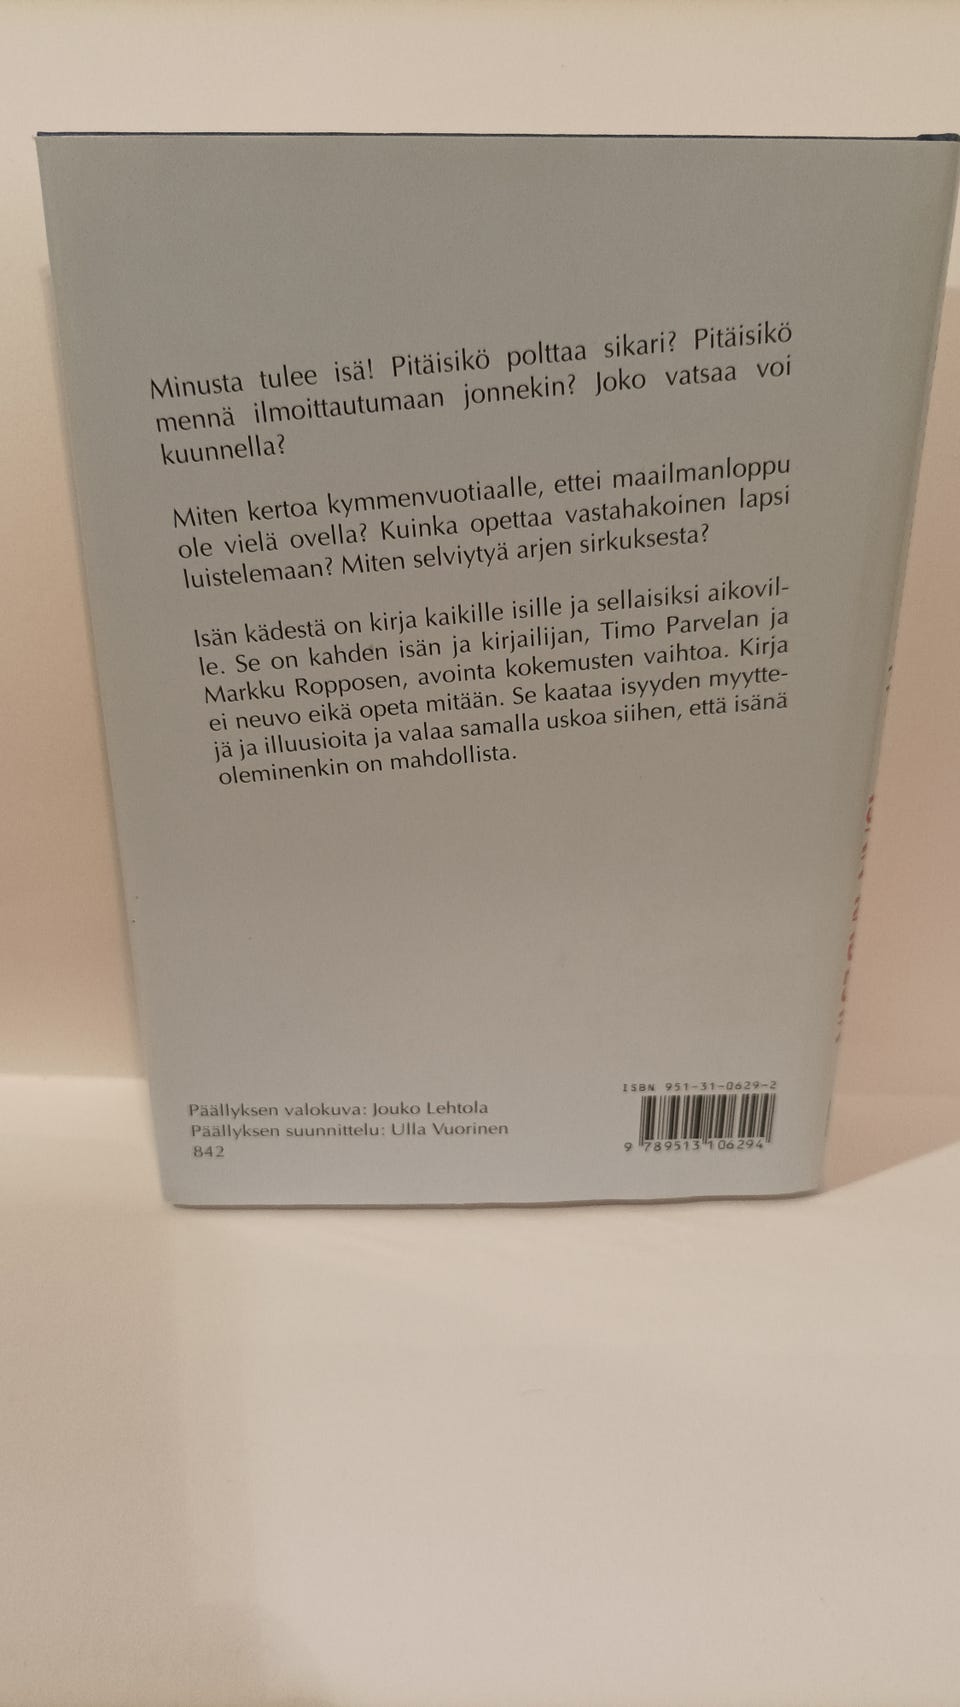 Minusta tulee isä! Pitäisikö polttaa sikari? Pitäisikö
mennä ilmoittautumaan jonnekin? Joko vatsaa voi
kuunnella?
Miten kertoa kymmenvuotiaalle, ettei maailmanloppu
ole vielä ovella? Kuinka opettaa vastahakoinen lapsi
luistelemaan? Miten selviytyä arjen sirkuksesta?
Isän kädestä on kirja kaikille isille ja sellaisiksi aikovil-
le. Se on kahden isän ja kirjailijan, Timo Parvelan ja
Markku Ropposen, avointa kokemusten vaihtoa. Kirja
ei neuvo eikä opeta mitään. Se kaataa isyyden myytte-
jä ja illuusioita ja valaa samalla uskoa siihen, että isänä
oleminenkin on mahdollista.
Päällyksen valokuva: Jouko Lehtola
Päällyksen suunnittelu: Ulla Vuorinen
842
ISBN 951-31-0629-2
9 789513 106294